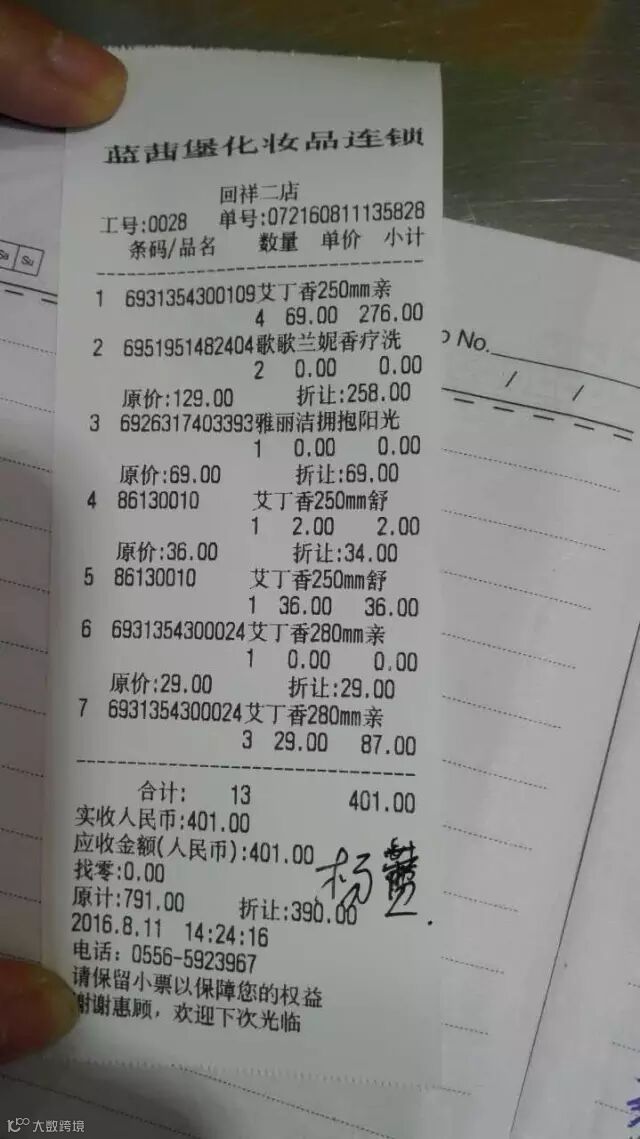 蓝茜堡化妆品连锁
回祥二店
工号:0028 单号:072160811135828
条码/品名 数量 单价 小计
1 6931354300109艾丁香250mm亲
4 69.00 276.00
2 6951951482404歌歌兰妮香疗洗
2 0.00 0.00
原价:129.00 折让:258.00
3 6926317403393雅丽洁拥抱阳光
1 0.00 0.00
原价:69.00 折让:69.00
4 86130010 艾丁香250mm舒
1 2.00 2.00
原价:36.00 折让:34.00
5 86130010 艾丁香250mm舒
1 36.00 36.00
6 6931354300024艾丁香280mm亲
1 0.00 0.00
原价:29.00 折让:29.00
7 6931354300024艾丁香280mm亲
3 29.00 87.00
合计: 13 401.00
实收人民币:401.00
应收金额(人民币):401.00
找零:0.00
杨
原计:791.00 折让:390.00
2016.8.11 14:24:16
电话: 0556-5923967
请保留小票以保障您的权益
谢谢惠顾,欢迎下次光临
No.
/ /
Sa Su
大数跨境